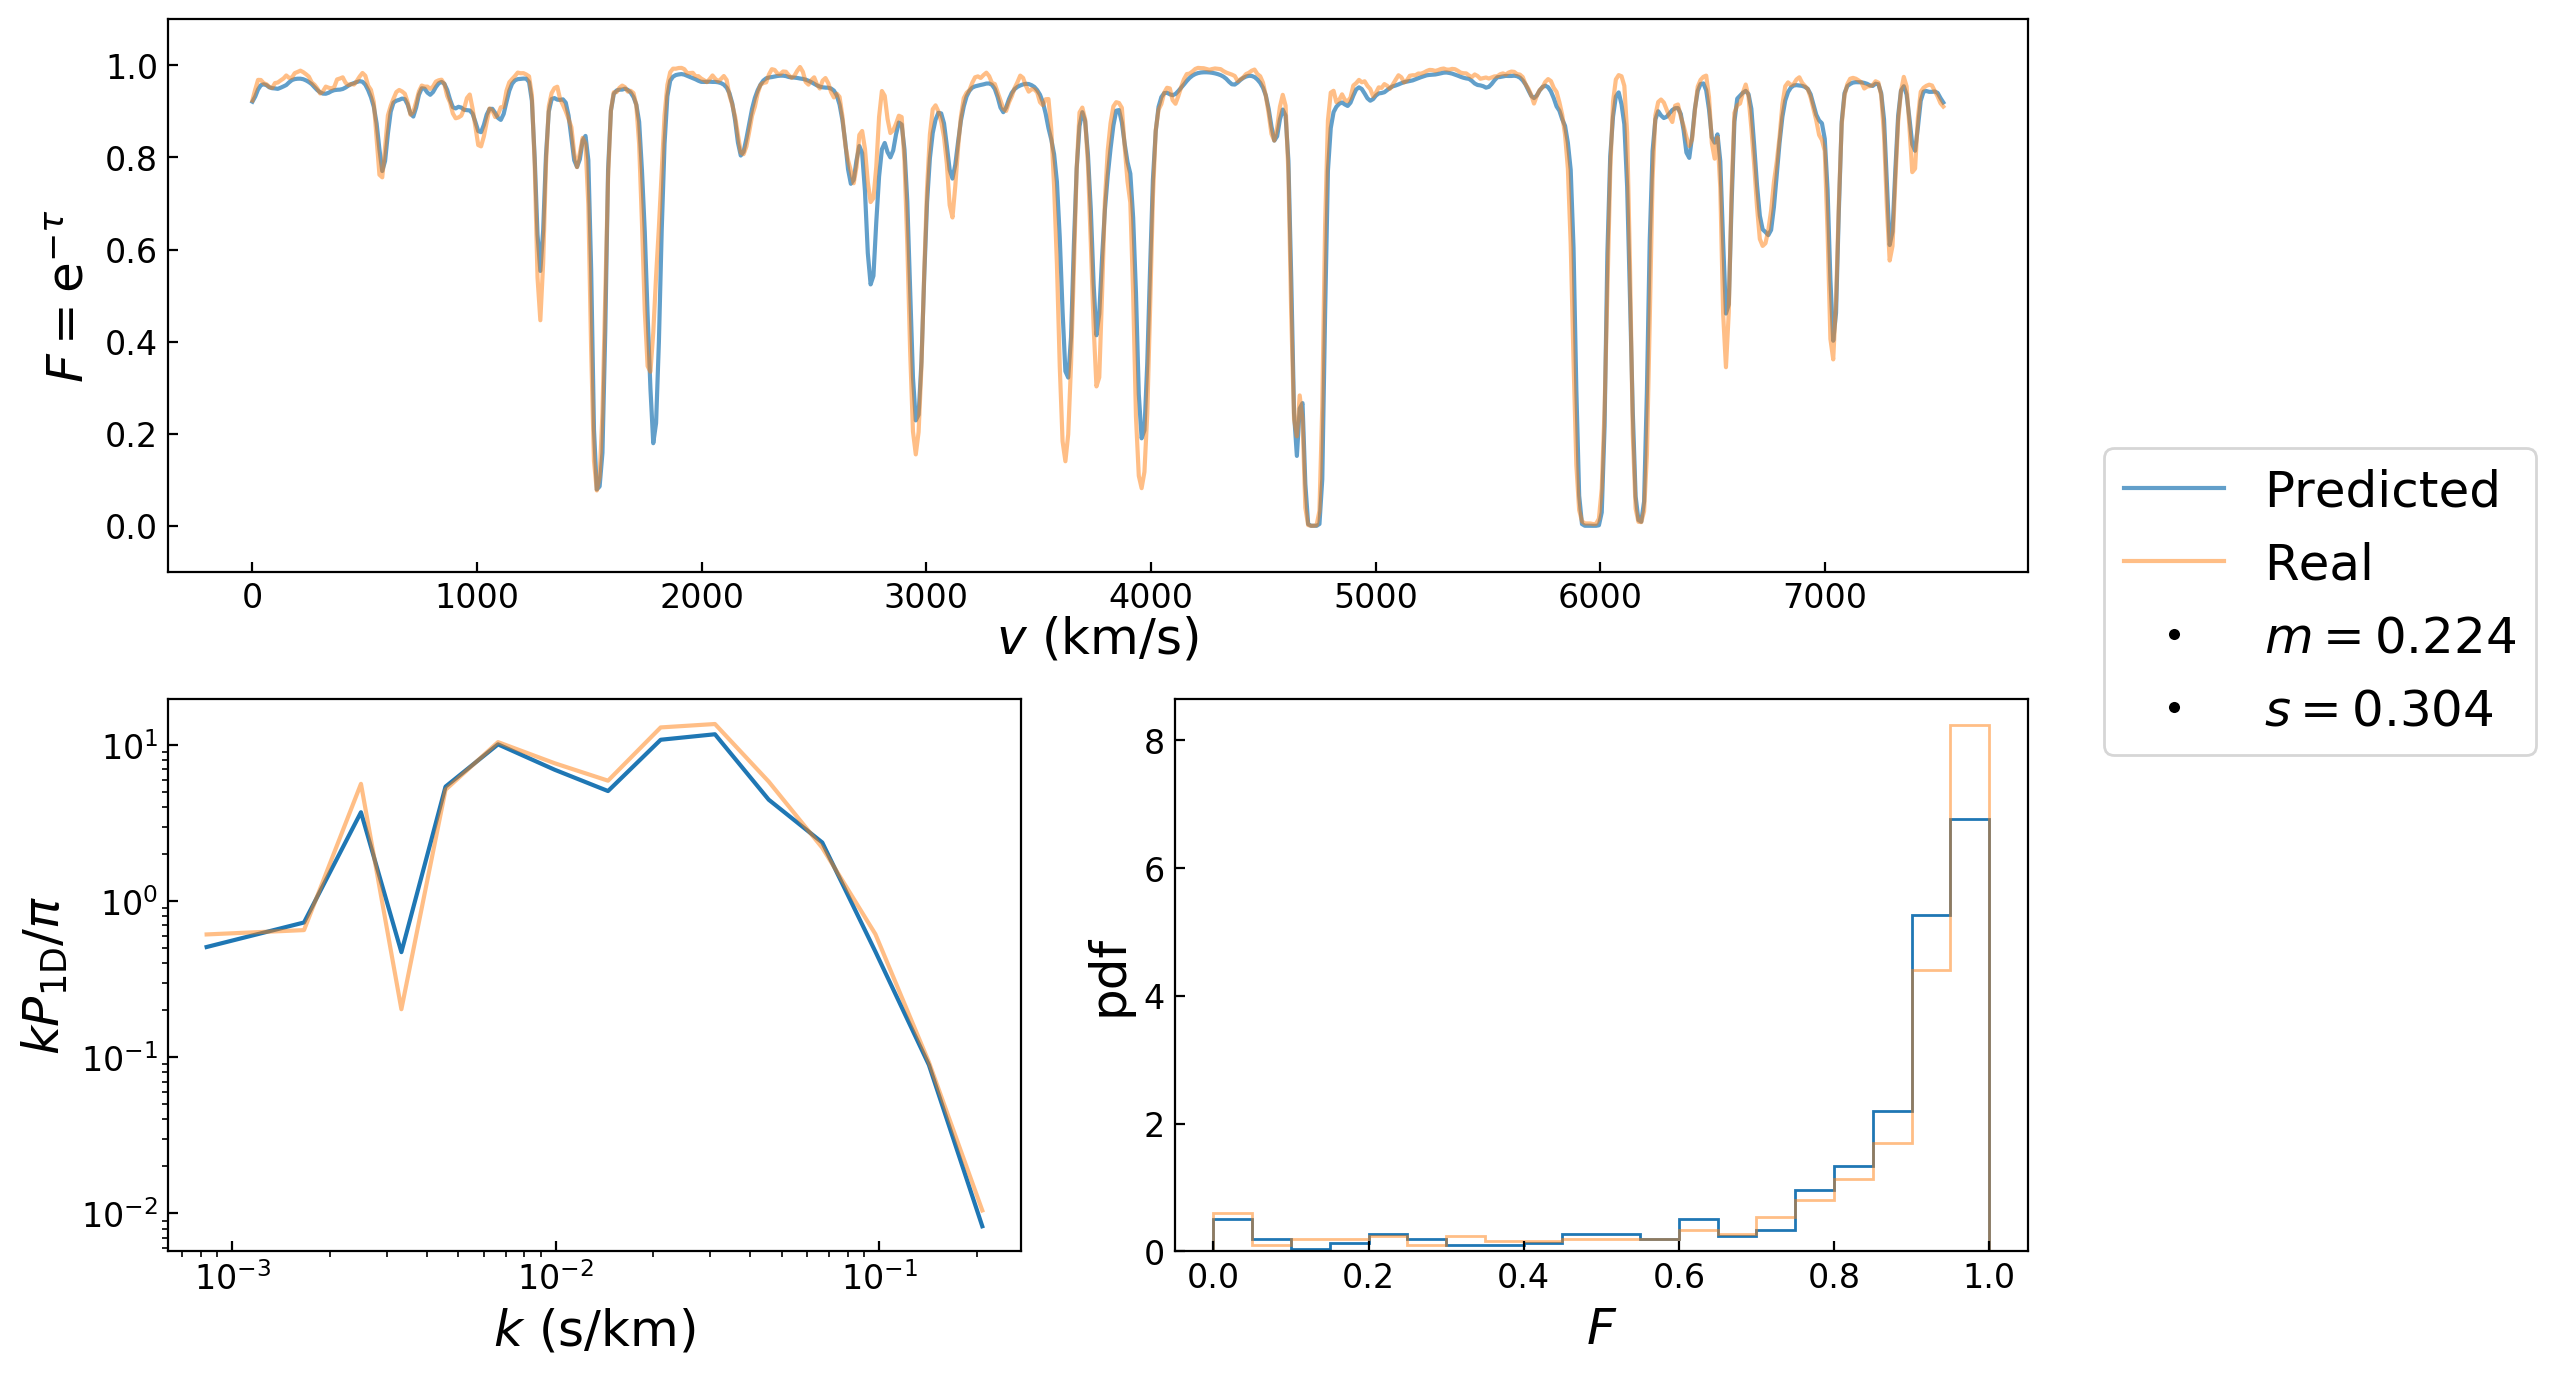 F = e^{-τ}
1.0
0.8
0.6
0.4
0.2
0.0
0 1000 2000 3000 4000 5000 6000 7000
v (km/s)
Predicted
Real
m = 0.224
s = 0.304
kP_{1D}/π
10^1
10^0
10^{-1}
10^{-2}
10^{-3} 10^{-2} 10^{-1}
k (s/km)
pdf
8
6
4
2
0
0.0 0.2 0.4 0.6 0.8 1.0
F